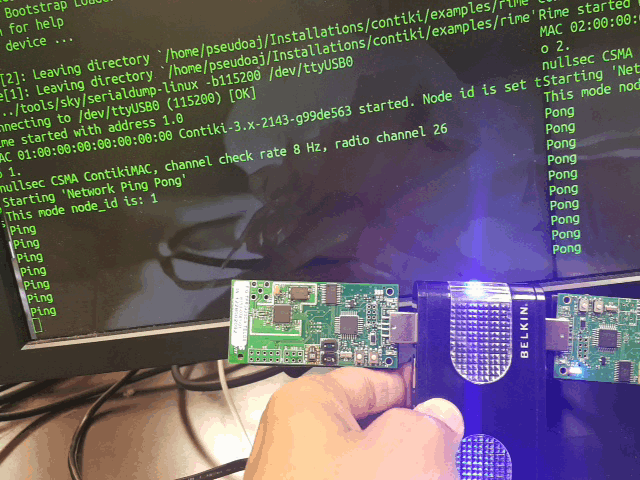 Bootstrap Load
n for help
device ...
[2]: Leaving directory `/home/pseudoaj/Installations/contiki/examples/rime'
e[1]: Leaving directory `/home/pseudoaj/Installations/contiki/examples/rime'
../tools/sky/serialdump-linux -b115200 /dev/ttyUSB0
nnecting to /dev/ttyUSB0 (115200) [OK]
ime started with address 1.0
AC 01:00:00:00:00:00:00:00 Contiki-3.x-2143-g99de563 started. Node id is set t
o 1.
nullsec CSMA ContikiMAC, channel check rate 8 Hz, radio channel 26
Starting 'Network Ping Pong'
This mode node_id is: 1
Ping
Ping
Ping
Ping
Ping
Ping
Ping
Rime started
MAC 02:00:00:
o 2.
nullsec CSMA
Starting 'Net
This mode nod
Pong
Pong
Pong
Pong
Pong
Pong
Pong
Pong
Pong
Pong
BELKIN